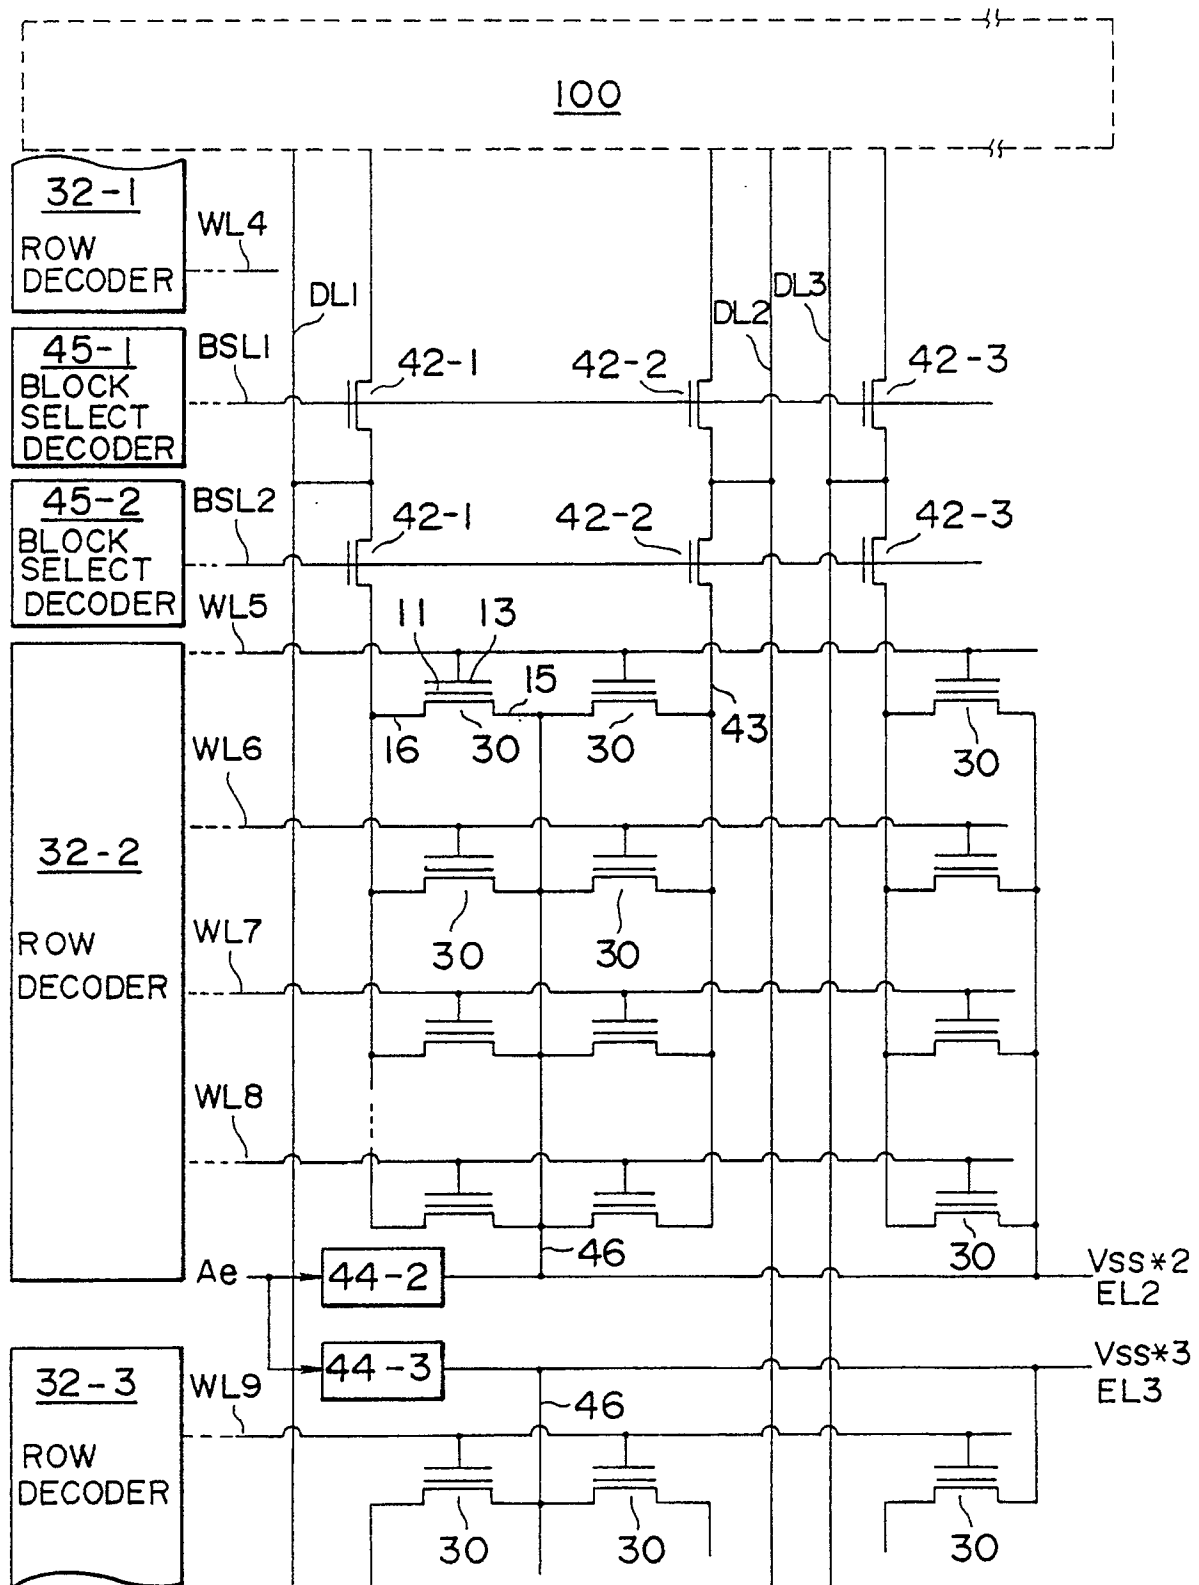 100
32-1
ROW
DECODER
WL4
DL1
DL2
DL3
45-1
BLOCK
SELECT
DECODER
BSL1
42-1
42-2
42-3
45-2
BLOCK
SELECT
DECODER
BSL2
42-1
42-2
42-3
WL5
11
13
15
16
30
30
43
30
32-2
ROW
DECODER
WL6
30
30
WL7
WL8
46
30
Ae
44-2
VSS*2
EL2
44-3
VSS*3
EL3
32-3
ROW
DECODER
WL9
46
30
30
30